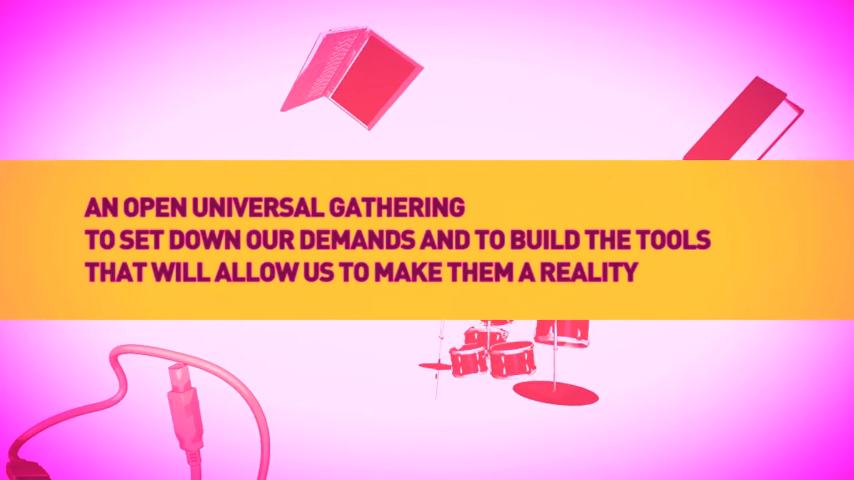 AN OPEN UNIVERSAL GATHERING
TO SET DOWN OUR DEMANDS AND TO BUILD THE TOOLS
THAT WILL ALLOW US TO MAKE THEM A REALITY